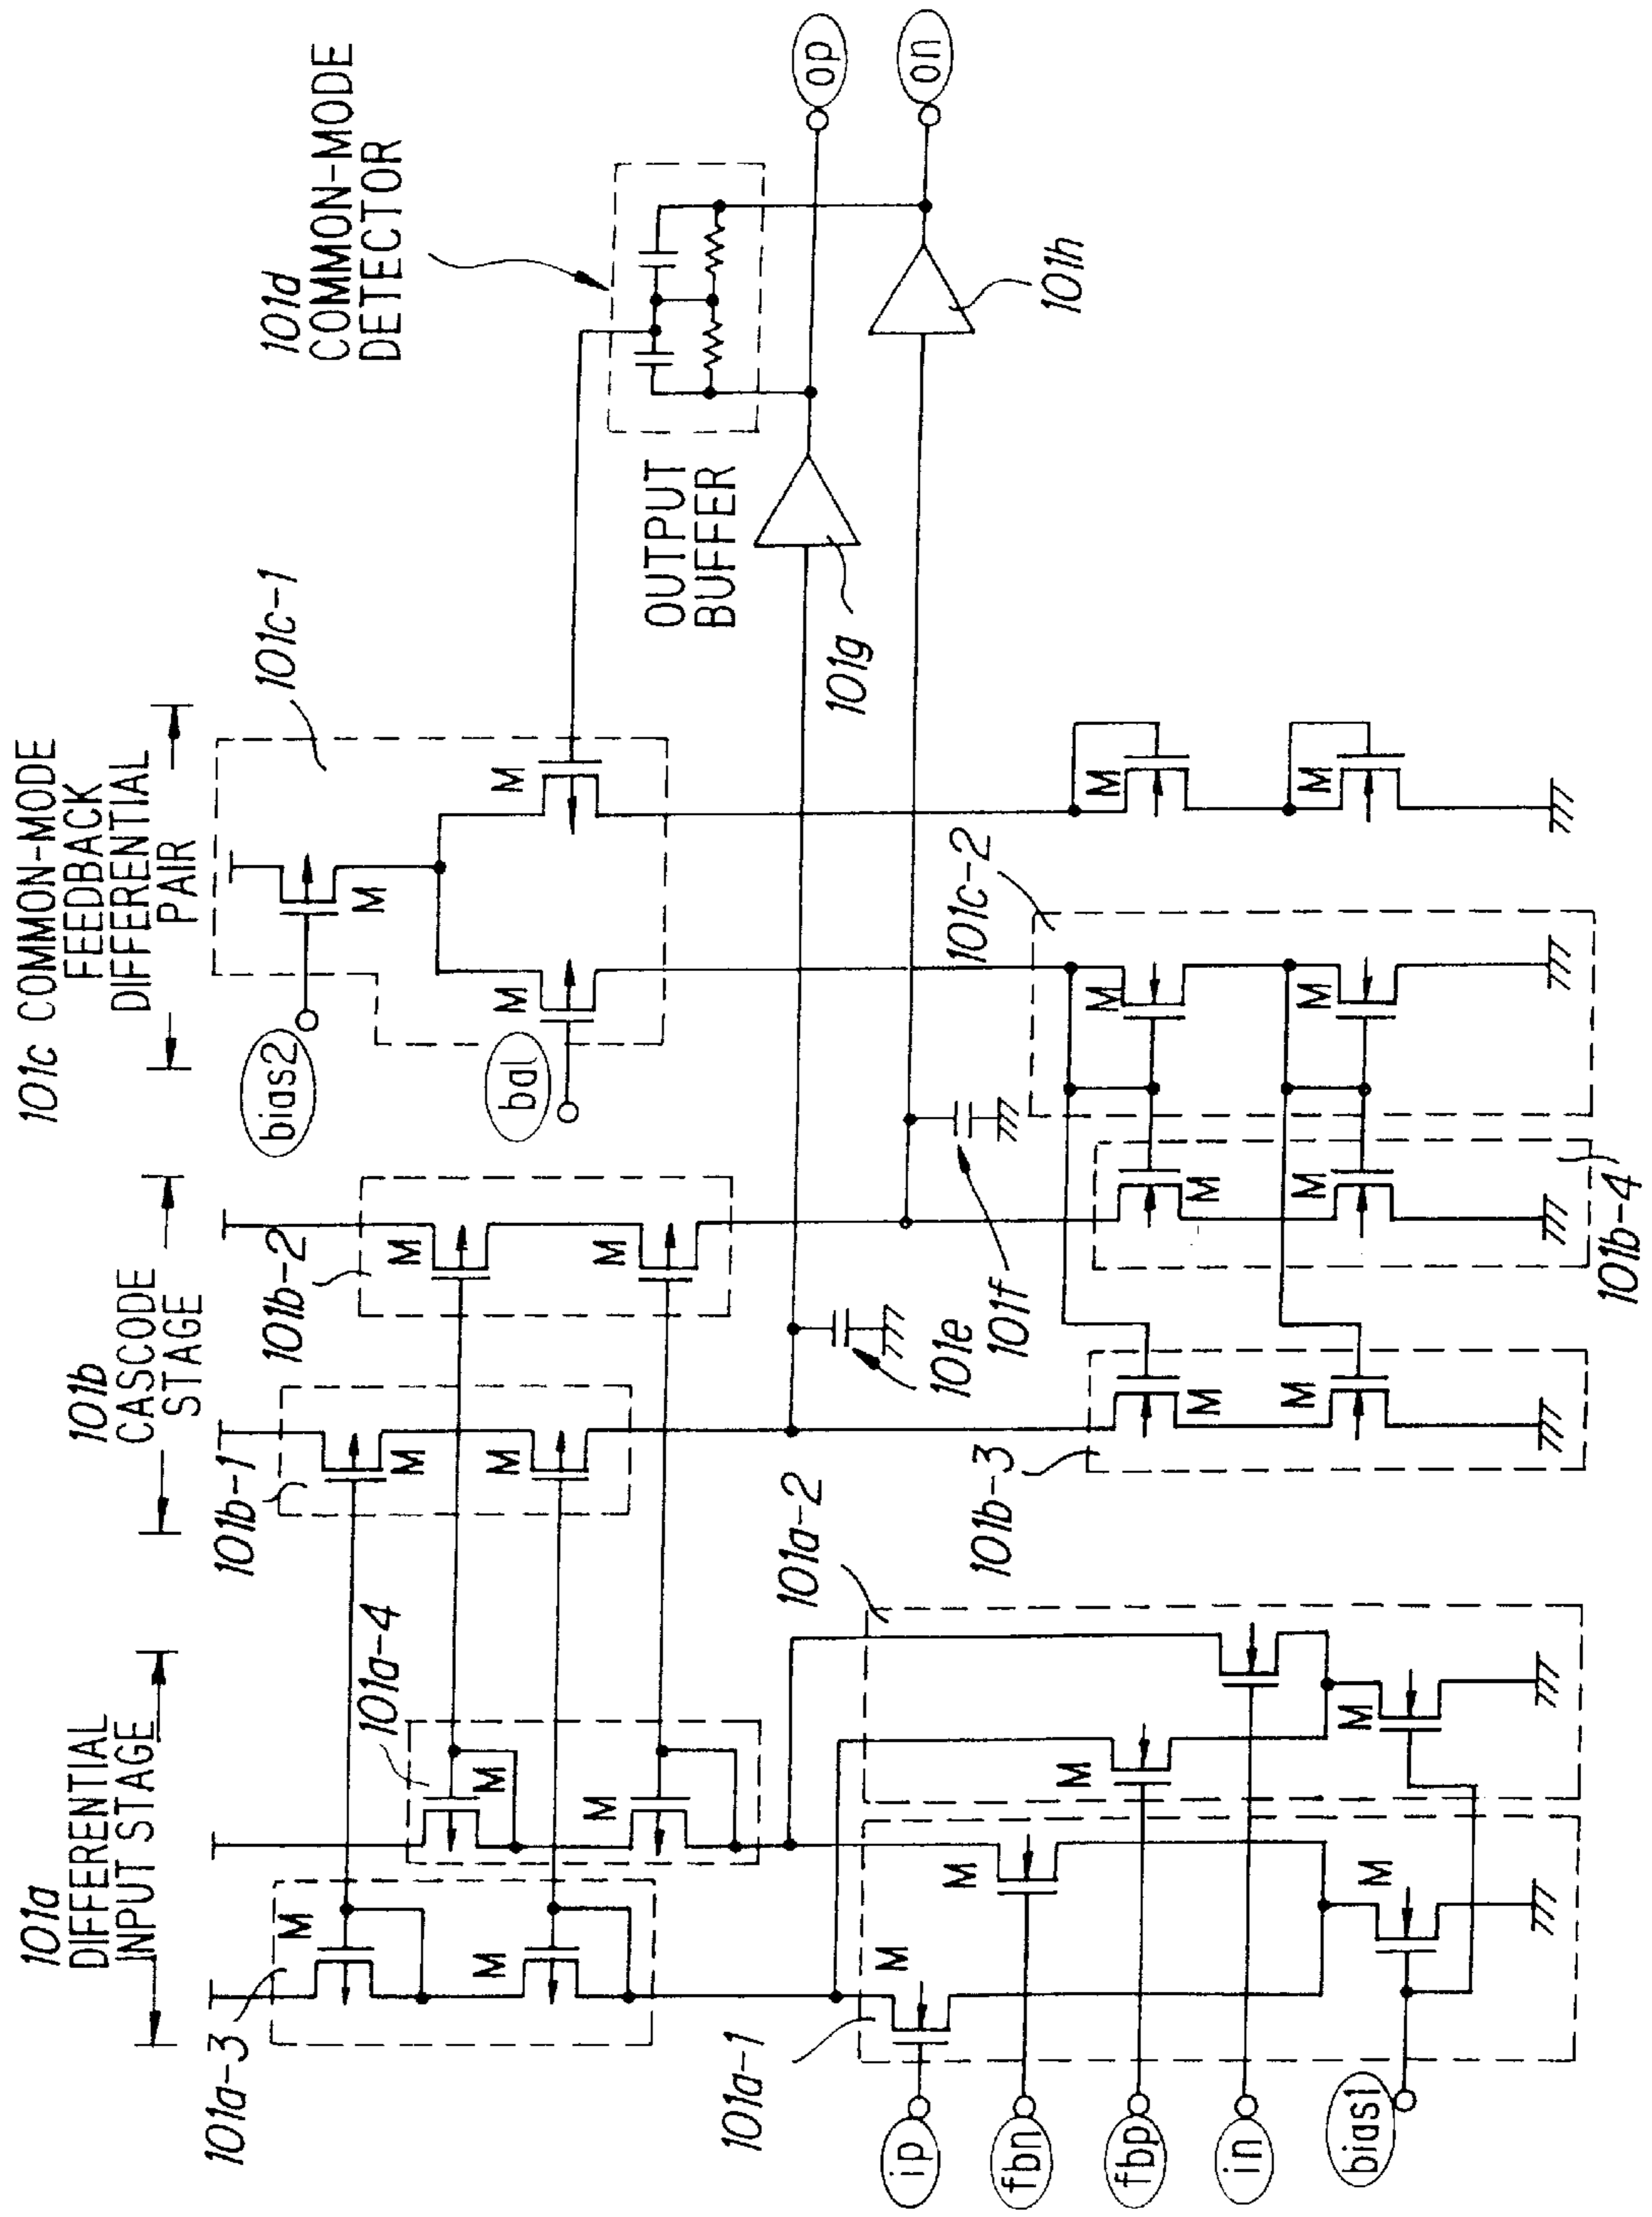 101a
DIFFERENTIAL
INPUT STAGE
101b
CASCODE
STAGE
101c COMMON-MODE
FEEDBACK
DIFFERENTIAL
PAIR
101d
COMMON-MODE
DETECTOR
101a-3
101a-4
101b-1
101b-2
bias2
101c-1
bal
M
M
M
M
M
M
M
M
M
M
M
OUTPUT
BUFFER
op
on
101g
101h
101e
101f
101a-1
101a-2
101b-3
101b-4
101c-2
ip
fbn
fbp
in
bias1
M
M
M
M
M
M
M
M
M
M
M
M
M